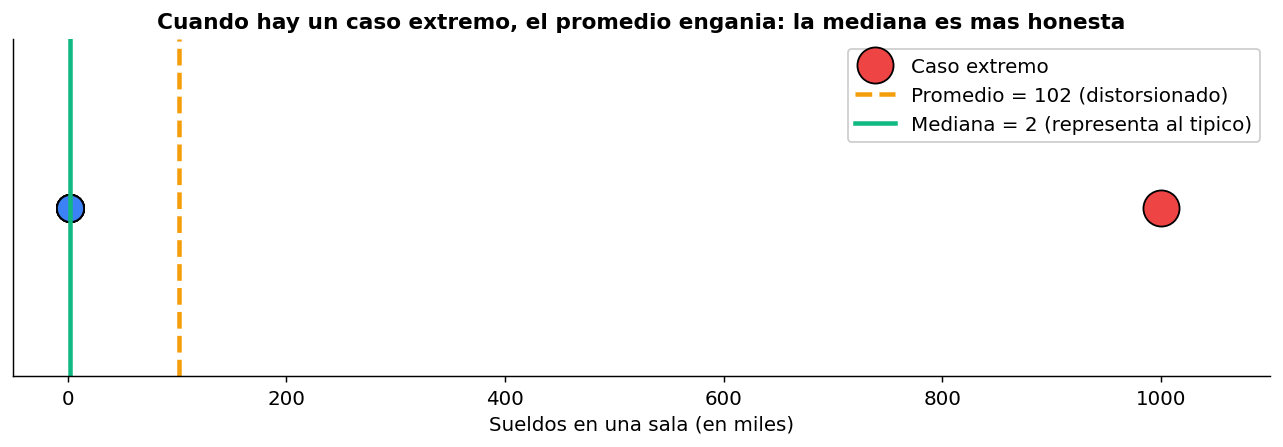 Cuando hay un caso extremo, el promedio engania: la mediana es mas honesta
Caso extremo
Promedio = 102 (distorsionado)
Mediana = 2 (representa al tipico)
0 200 400 600 800 1000
Sueldos en una sala (en miles)